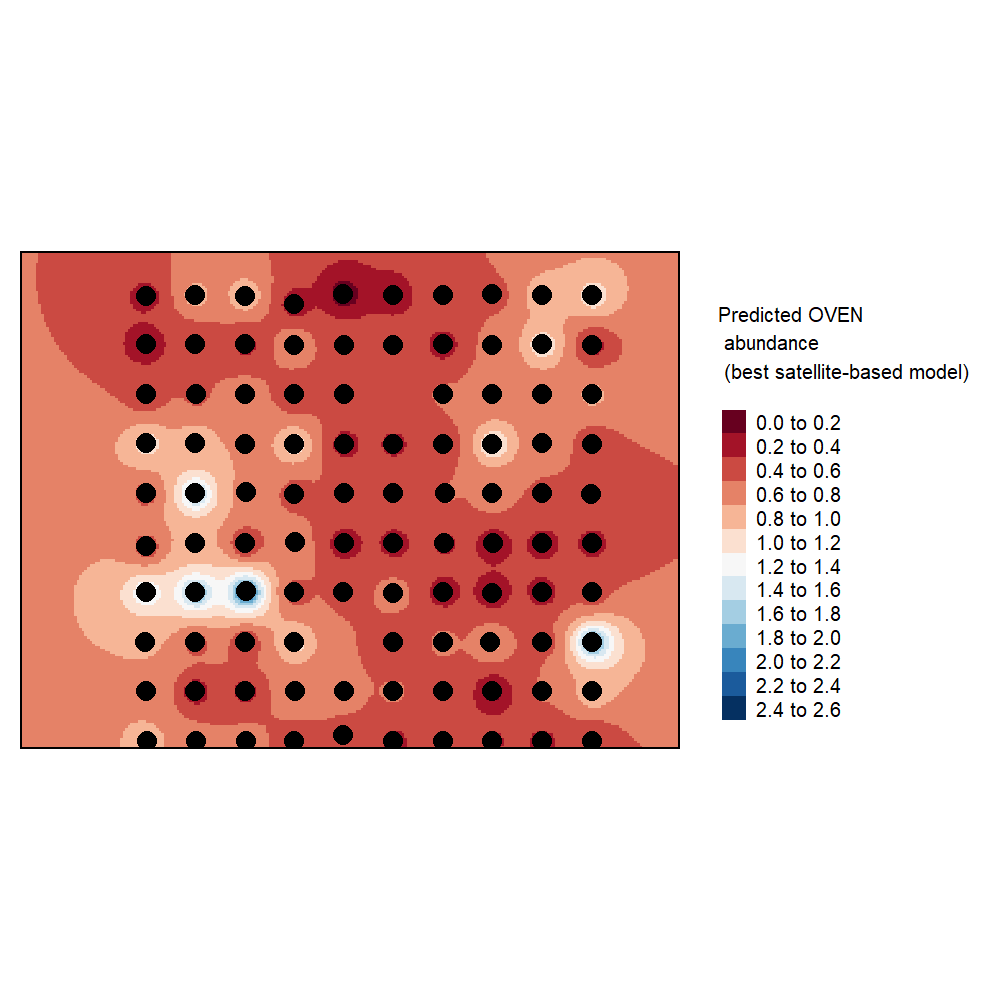 Predicted OVEN
abundance
(best satellite-based model)
0.0 to 0.2
0.2 to 0.4
0.4 to 0.6
0.6 to 0.8
0.8 to 1.0
1.0 to 1.2
1.2 to 1.4
1.4 to 1.6
1.6 to 1.8
1.8 to 2.0
2.0 to 2.2
2.2 to 2.4
2.4 to 2.6